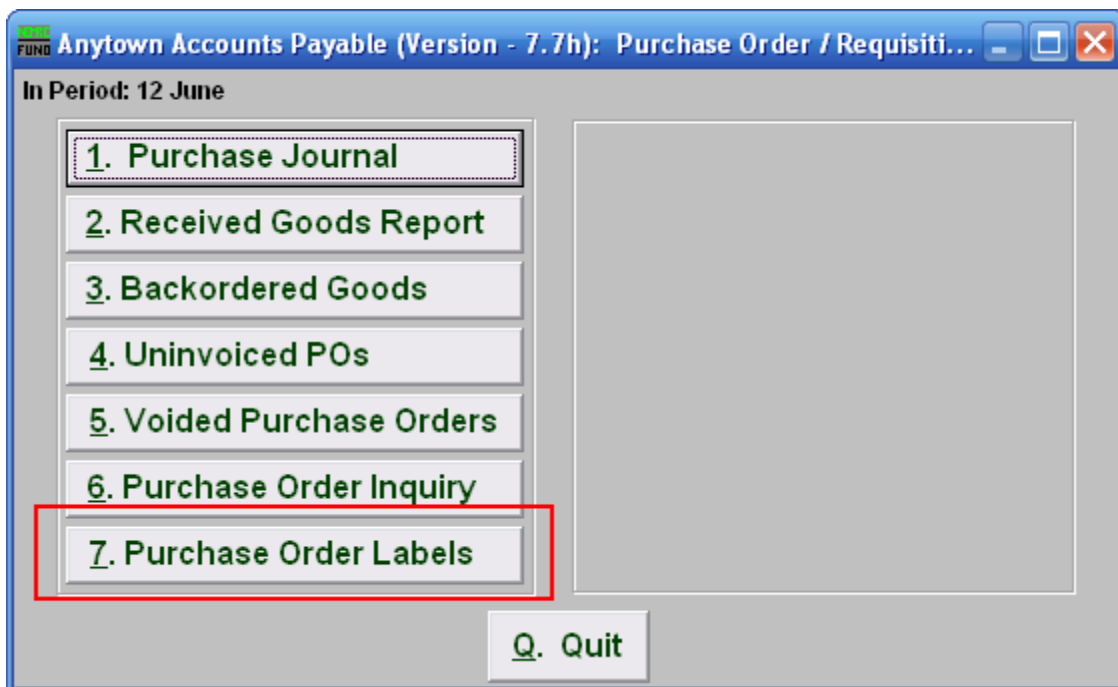 FUND Anytown Accounts Payable (Version - 7.7h): Purchase Order / Requisiti...
In Period: 12 June
1. Purchase Journal
2. Received Goods Report
3. Backordered Goods
4. Uninvoiced POs
5. Voided Purchase Orders
6. Purchase Order Inquiry
7. Purchase Order Labels
Q. Quit